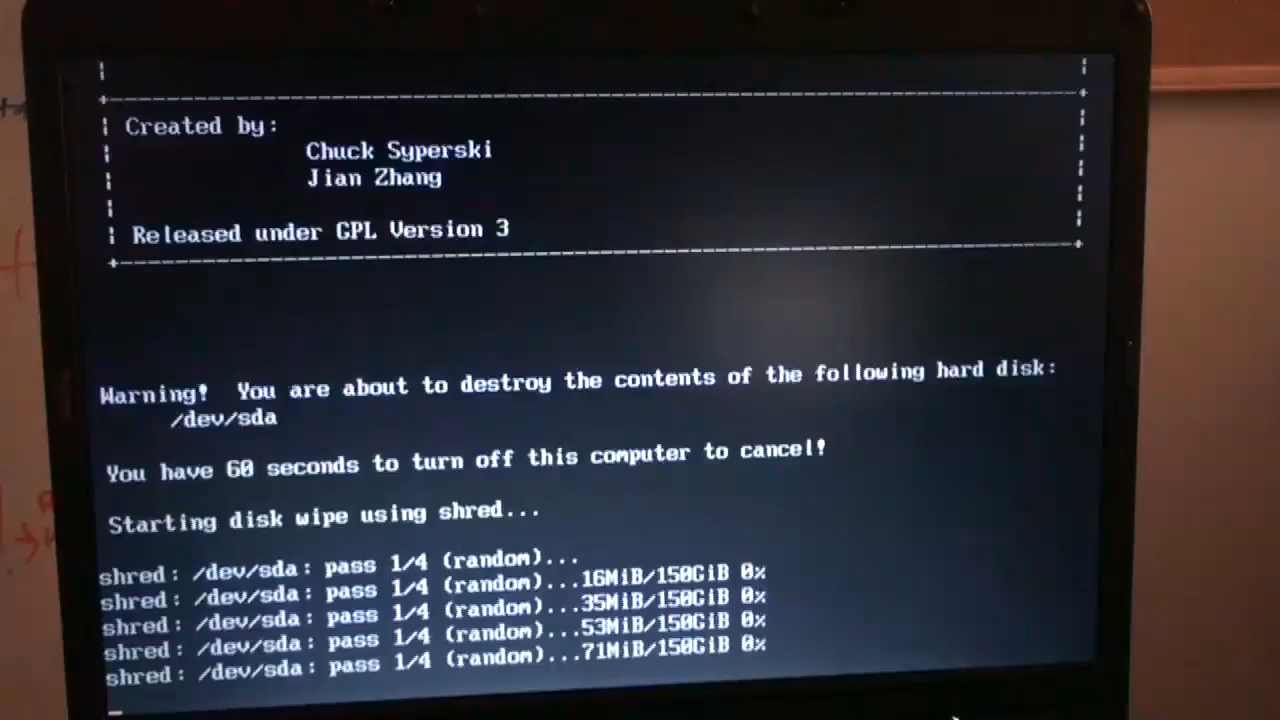 Created by:
Chuck Syperski
Jian Zhang
Released under GPL Version 3
Warning! You are about to destroy the contents of the following hard disk:
/dev/sda
You have 60 seconds to turn off this computer to cancel!
Starting disk wipe using shred...
shred: /dev/sda: pass 1/4 (random)...
shred: /dev/sda: pass 1/4 (random)...16MiB/150GiB 0%
shred: /dev/sda: pass 1/4 (random)...35MiB/150GiB 0%
shred: /dev/sda: pass 1/4 (random)...53MiB/150GiB 0%
shred: /dev/sda: pass 1/4 (random)...71MiB/150GiB 0%